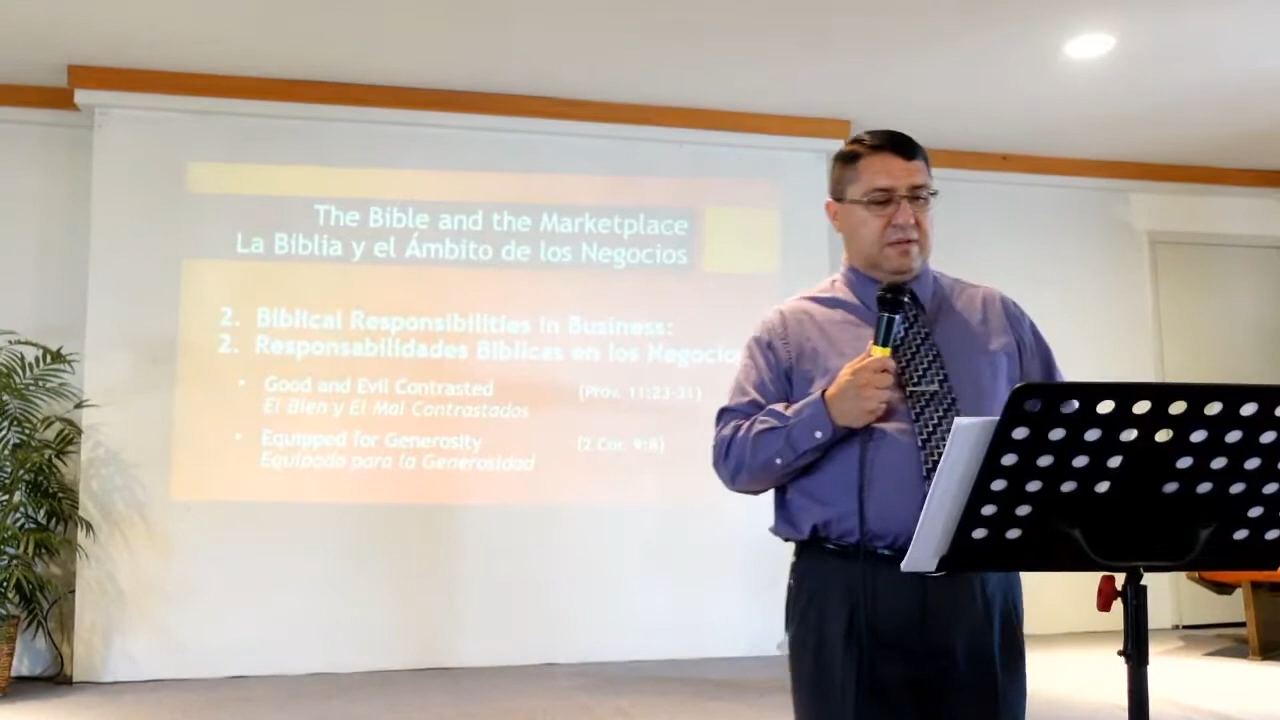 The Bible and the Marketplace
La Biblia y el Ámbito de los Negocios
2. Biblical Responsibilities in Business:
2. Responsabilidades Bíblicas en los Negocios
• Good and Evil Contrasted (Prov. 11:23-31)
El Bien y El Mal Contrastados
• Equipped for Generosity (2 Cor. 9:8)
Equipado para la Generosidad